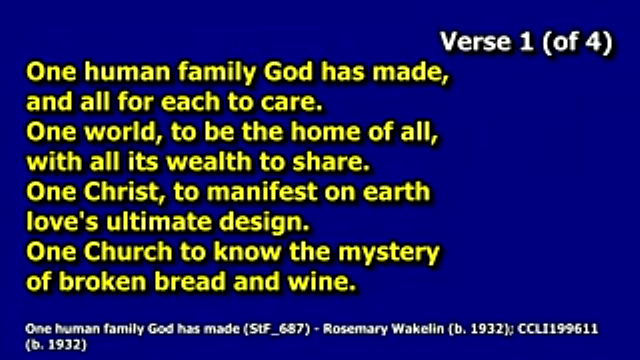 Verse 1 (of 4)
One human family God has made,
and all for each to care.
One world, to be the home of all,
with all its wealth to share.
One Christ, to manifest on earth
love's ultimate design.
One Church to know the mystery
of broken bread and wine.
One human family God has made (StF_687) - Rosemary Wakelin (b. 1932); CCLI199611
(b. 1932)